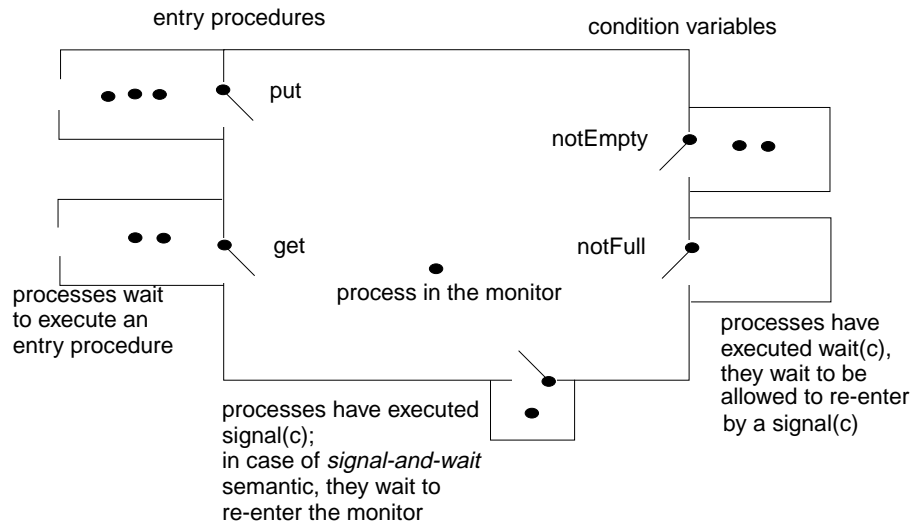 entry procedures
condition variables
put
notEmpty
get
notFull
process in the monitor
processes wait
to execute an
entry procedure
processes have
executed wait(c),
they wait to be
allowed to re-enter
by a signal(c)
processes have executed
signal(c);
in case of signal-and-wait
semantic, they wait to
re-enter the monitor